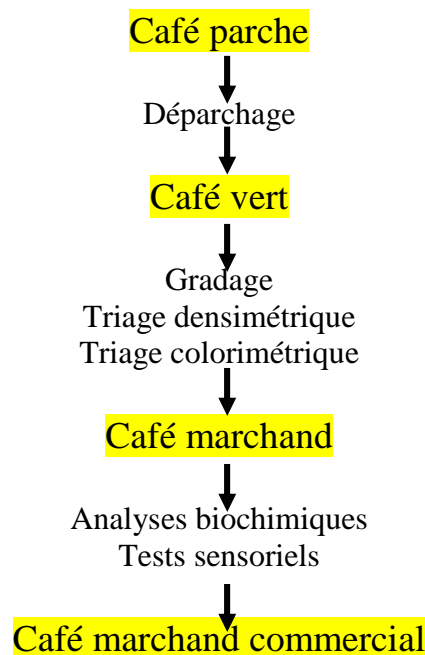 Café parche
Déparchage
Café vert
Gradage
Triage densimétrique
Triage colorimétrique
Café marchand
Analyses biochimiques
Tests sensoriels
Café marchand commercial